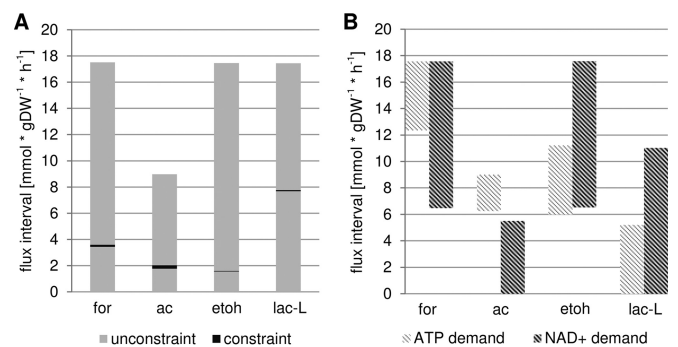 A
flux interval [mmol * gDW⁻¹ * h⁻¹]
20
18
16
14
12
10
8
6
4
2
0
for ac etoh lac-L
unconstraint constraint
B
flux interval [mmol * gDW⁻¹ * h⁻¹]
20
18
16
14
12
10
8
6
4
2
0
for ac etoh lac-L
ATP demand NAD+ demand